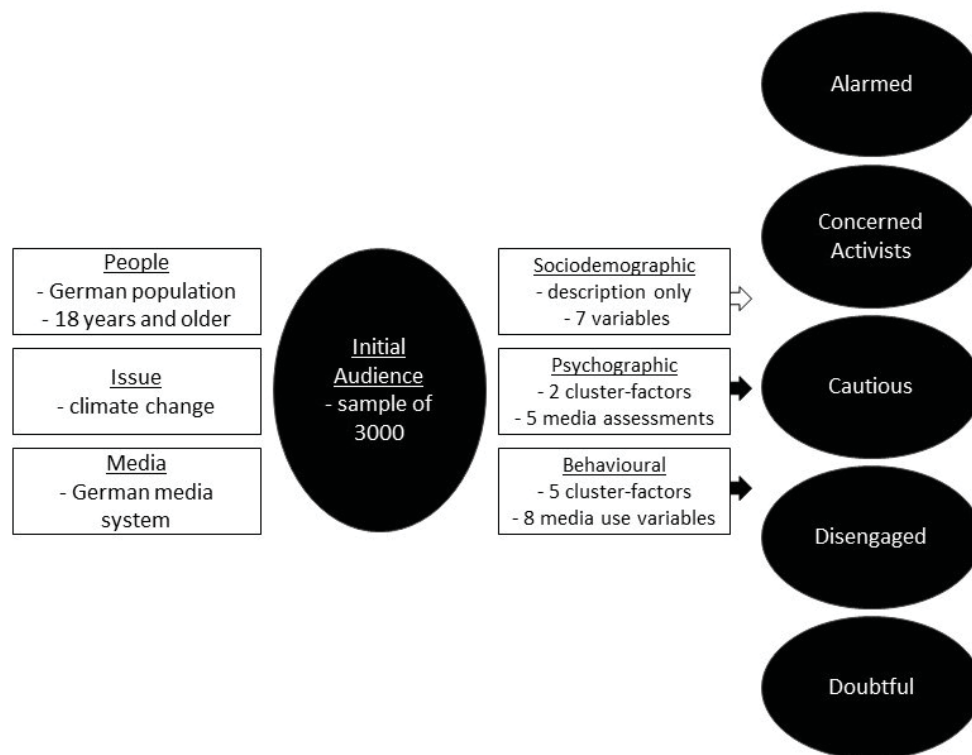 People
- German population
- 18 years and older
Issue
- climate change
Media
- German media
system
Initial
Audience
- sample of
3000
Sociodemographic
- description only
- 7 variables
Psychographic
- 2 cluster-factors
- 5 media assessments
Behavioural
- 5 cluster-factors
- 8 media use variables
Alarmed
Concerned
Activists
Cautious
Disengaged
Doubtful